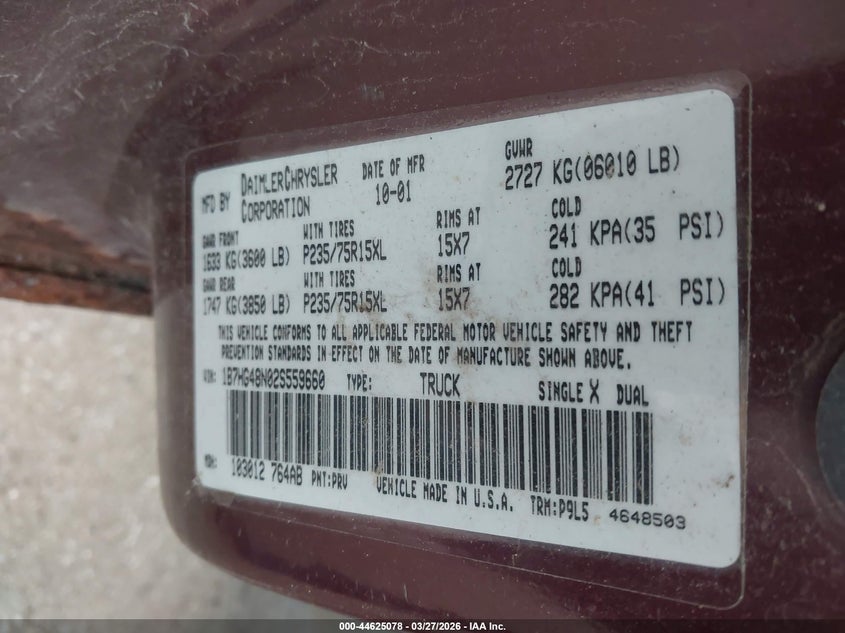 MFD BY DAIMLERCHRYSLER CORPORATION DATE OF MFR 10-01 GVWR 2727 KG(06010 LB)
GAWR FRONT WITH TIRES RIMS AT COLD
1633 KG(3600 LB) P235/75R15XL 15X7 241 KPA(35 PSI)
GAWR REAR WITH TIRES RIMS AT COLD
1747 KG(3850 LB) P235/75R15XL 15X7 282 KPA(41 PSI)
THIS VEHICLE CONFORMS TO ALL APPLICABLE FEDERAL MOTOR VEHICLE SAFETY AND THEFT
PREVENTION STANDARDS IN EFFECT ON THE DATE OF MANUFACTURE SHOWN ABOVE.
VIN: 1B7HG48N02S559660 TYPE: TRUCK SINGLE X DUAL
MDH: 103012 764AB PNT:PRV VEHICLE MADE IN U.S.A. TRM:P9L5 4648503
000-44625078 | 03/27/2026 | IAA Inc.